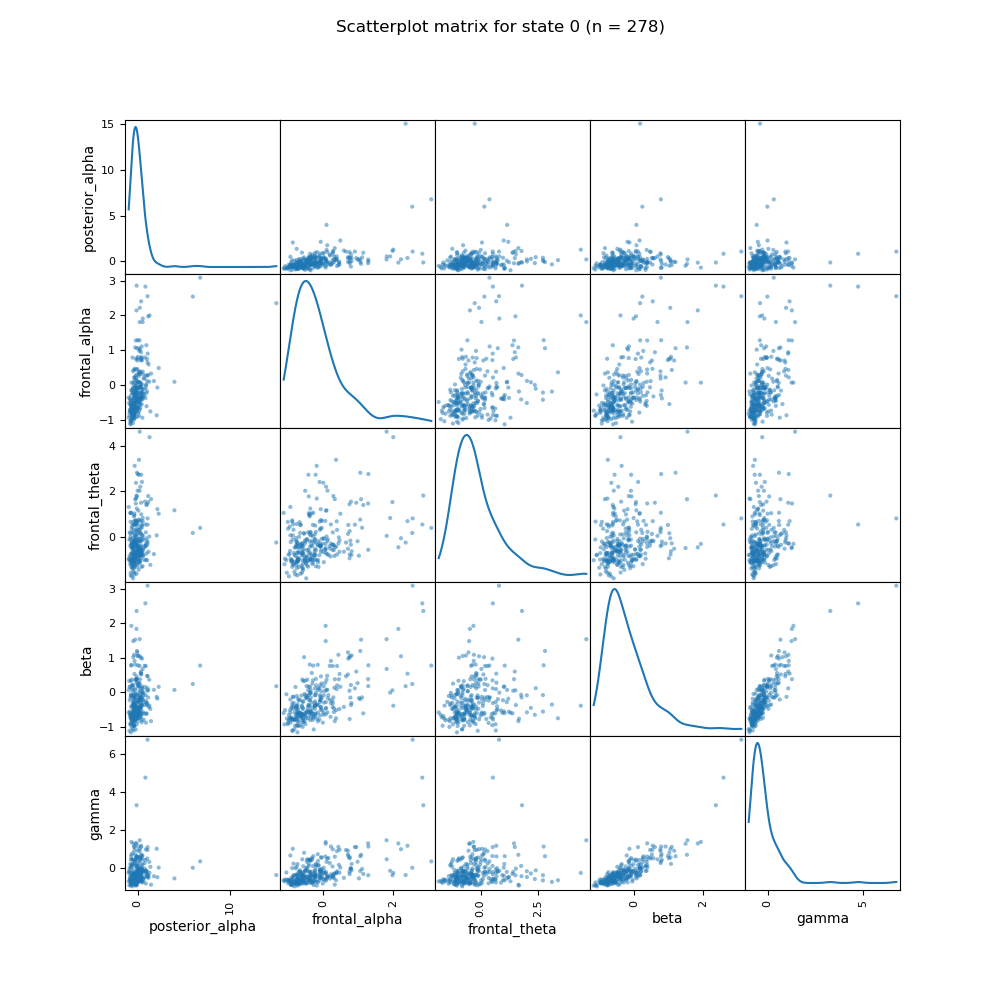 Scatterplot matrix for state 0 (n = 278)
15
10
5
0
posterior_alpha
3
2
1
0
−1
frontal_alpha
4
2
0
frontal_theta
3
2
1
0
−1
beta
6
4
2
0
gamma
0
10
0
2
0.0
2.5
0
2
0
5
posterior_alpha
frontal_alpha
frontal_theta
beta
gamma